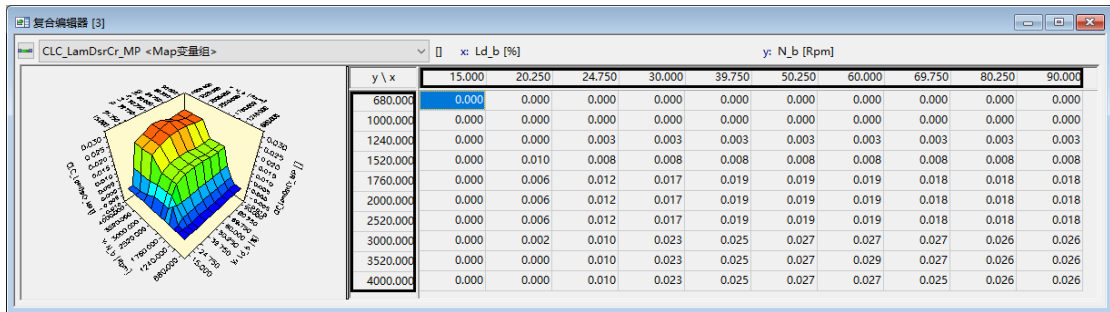 复合编辑器 [3]
CLC_LamDsrCr_MP <Map变量组> [] x: Ld_b [%] y: N_b [Rpm]
y \ x 15.000 20.250 24.750 30.000 39.750 50.250 60.000 69.750 80.250 90.000
680.000 0.000 0.000 0.000 0.000 0.000 0.000 0.000 0.000 0.000 0.000
1000.000 0.000 0.000 0.000 0.000 0.000 0.000 0.000 0.000 0.000 0.000
1240.000 0.000 0.000 0.003 0.003 0.003 0.003 0.003 0.003 0.003 0.003
1520.000 0.000 0.010 0.008 0.008 0.008 0.008 0.008 0.008 0.008 0.008
1760.000 0.000 0.006 0.012 0.017 0.019 0.019 0.019 0.018 0.018 0.018
2000.000 0.000 0.006 0.012 0.017 0.019 0.019 0.019 0.018 0.018 0.018
2520.000 0.000 0.006 0.012 0.017 0.019 0.019 0.019 0.018 0.018 0.018
3000.000 0.000 0.002 0.010 0.023 0.025 0.027 0.027 0.027 0.026 0.026
3520.000 0.000 0.000 0.010 0.023 0.025 0.027 0.029 0.027 0.026 0.026
4000.000 0.000 0.000 0.010 0.023 0.025 0.027 0.027 0.025 0.026 0.026